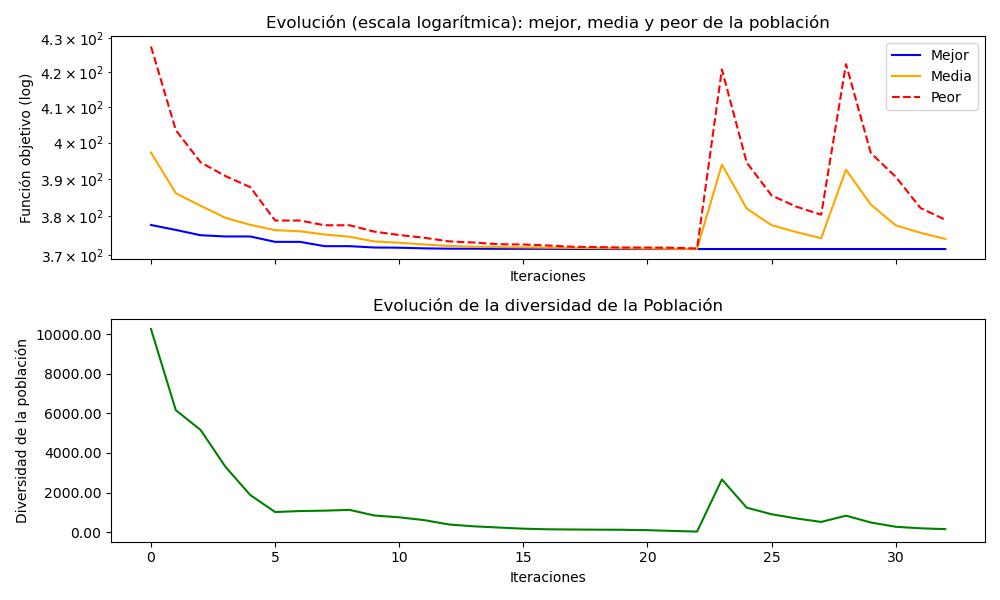 Evolución (escala logarítmica): mejor, media y peor de la población
4.3 × 10²
4.2 × 10²
4.1 × 10²
4 × 10²
3.9 × 10²
3.8 × 10²
3.7 × 10²
Función objetivo (log)
Mejor
Media
Peor
Iteraciones
Evolución de la diversidad de la Población
10000.00
8000.00
6000.00
4000.00
2000.00
0.00
Diversidad de la población
0 5 10 15 20 25 30
Iteraciones